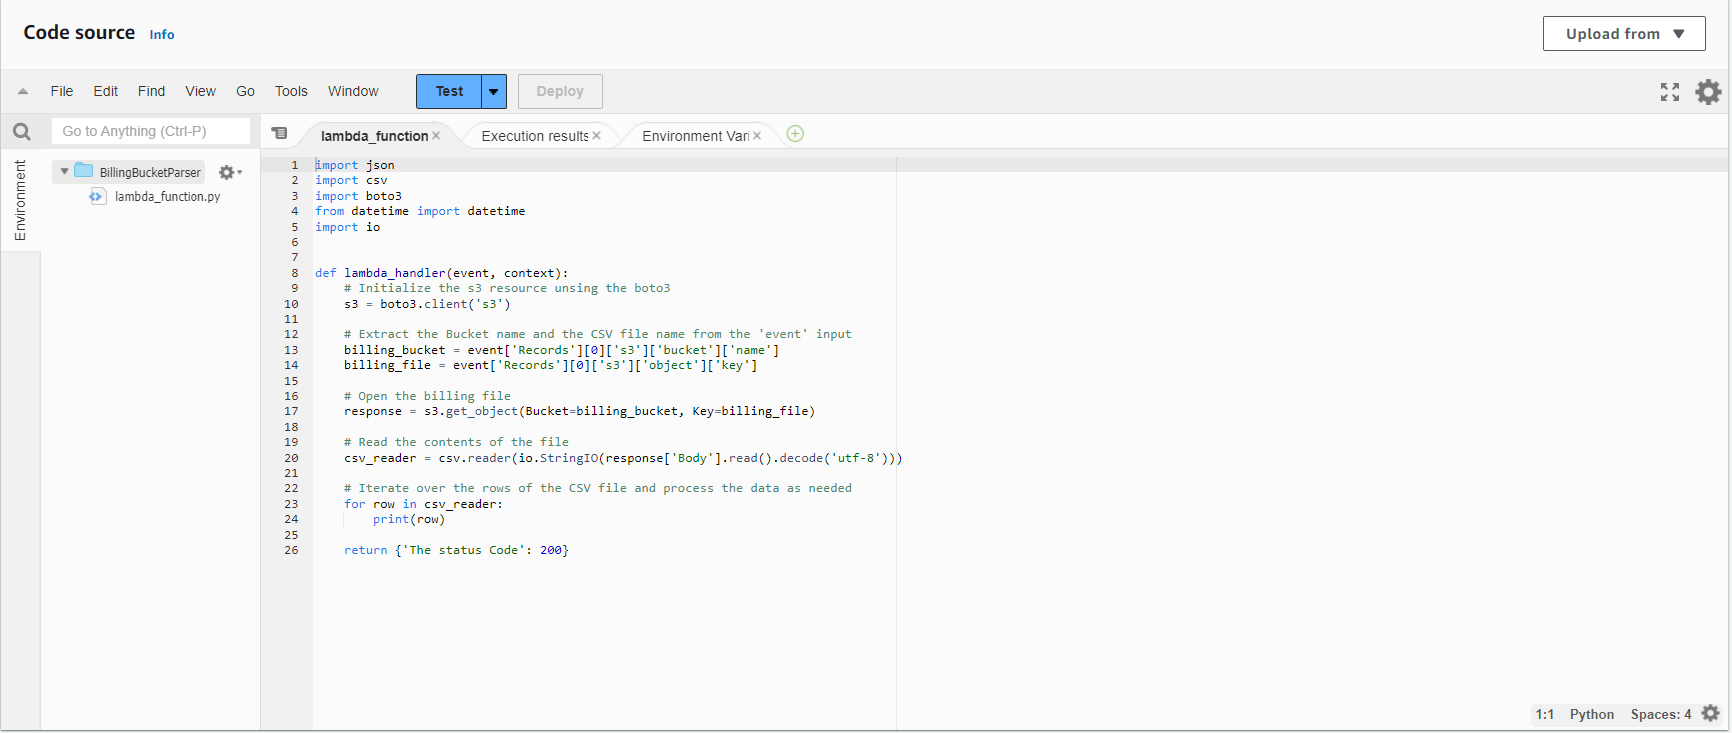 Code source Info
Upload from
File Edit Find View Go Tools Window Test Deploy
Go to Anything (Ctrl-P)
lambda_function Execution results Environment Vari
Environment
BillingBucketParser
lambda_function.py
1 import json
2 import csv
3 import boto3
4 from datetime import datetime
5 import io
6
7
8 def lambda_handler(event, context):
9     # Initialize the s3 resource unsing the boto3
10     s3 = boto3.client('s3')
11
12     # Extract the Bucket name and the CSV file name from the 'event' input
13     billing_bucket = event['Records'][0]['s3']['bucket']['name']
14     billing_file = event['Records'][0]['s3']['object']['key']
15
16     # Open the billing file
17     response = s3.get_object(Bucket=billing_bucket, Key=billing_file)
18
19     # Read the contents of the file
20     csv_reader = csv.reader(io.StringIO(response['Body'].read().decode('utf-8')))
21
22     # Iterate over the rows of the CSV file and process the data as needed
23     for row in csv_reader:
24         print(row)
25
26     return {'The status Code': 200}
1:1 Python Spaces: 4